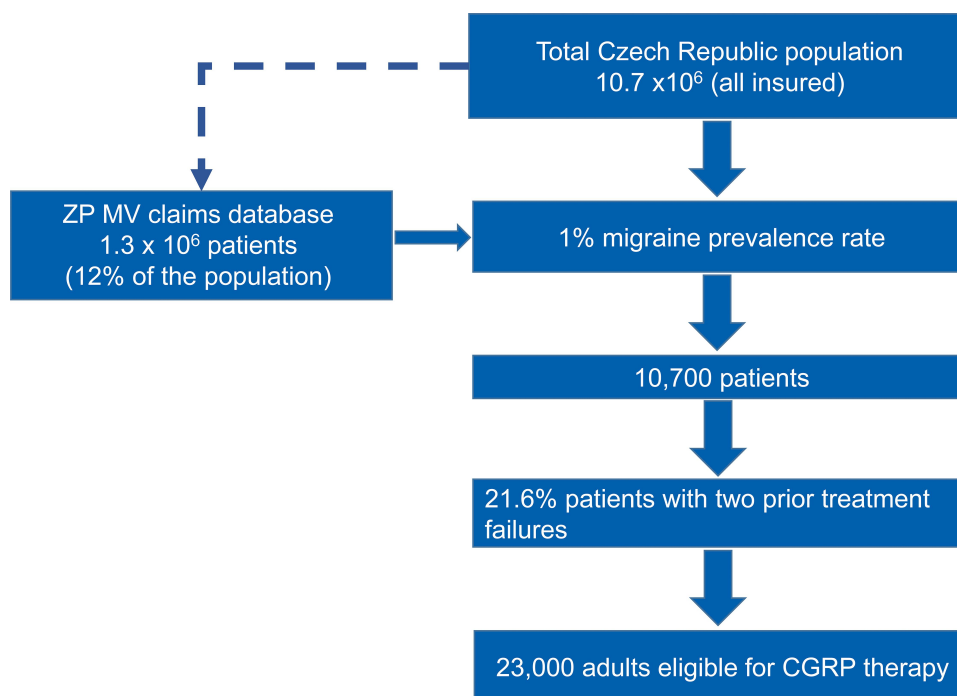 Total Czech Republic population
10.7 x10⁶ (all insured)
ZP MV claims database
1.3 x 10⁶ patients
(12% of the population)
1% migraine prevalence rate
10,700 patients
21.6% patients with two prior treatment
failures
23,000 adults eligible for CGRP therapy